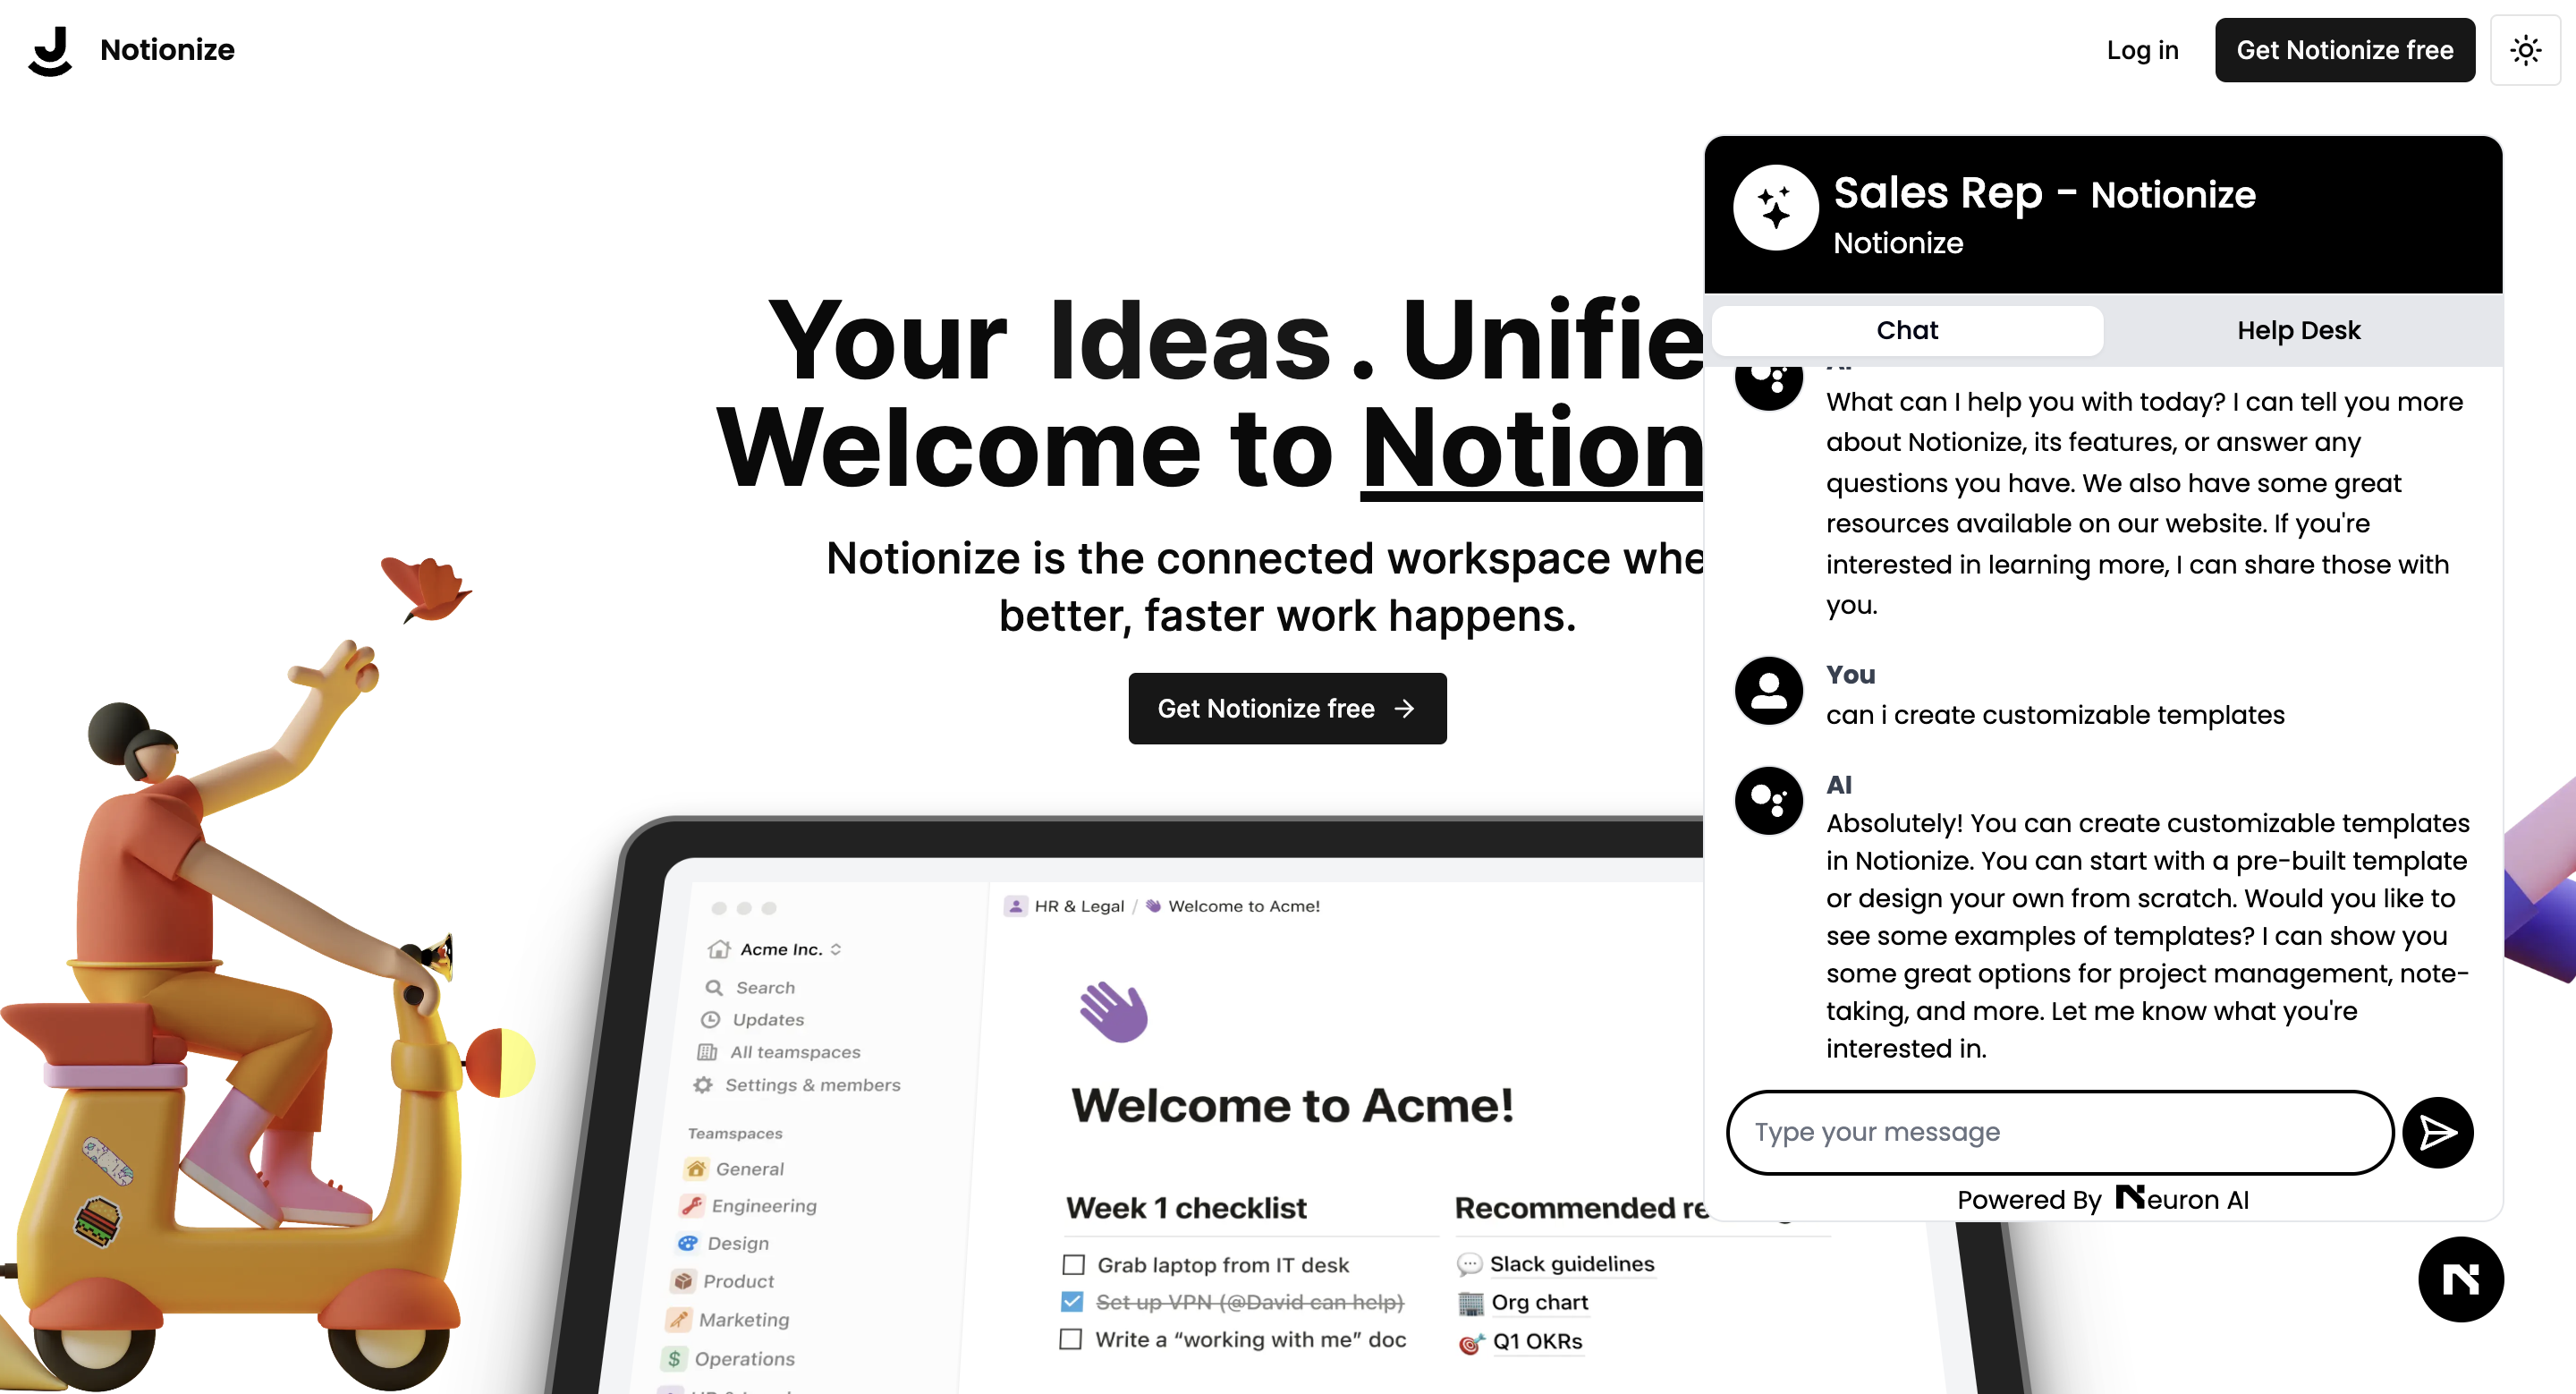 Notionize
Log in
Get Notionize free
Your Ideas. Unifie
Welcome to Notion
Notionize is the connected workspace whe
better, faster work happens.
Get Notionize free
Acme Inc.
Search
Updates
All teamspaces
Settings & members
Teamspaces
General
Engineering
Design
Product
Marketing
Operations
HR & Legal / Welcome to Acme!
Welcome to Acme!
Week 1 checklist
Grab laptop from IT desk
Set up VPN (@David can help)
Write a “working with me” doc
Recommended re
Slack guidelines
Org chart
Q1 OKRs
Sales Rep - Notionize
Notionize
Chat
Help Desk
What can I help you with today? I can tell you more
about Notionize, its features, or answer any
questions you have. We also have some great
resources available on our website. If you're
interested in learning more, I can share those with
you.
You
can i create customizable templates
AI
Absolutely! You can create customizable templates
in Notionize. You can start with a pre-built template
or design your own from scratch. Would you like to
see some examples of templates? I can show you
some great options for project management, note-
taking, and more. Let me know what you're
interested in.
Type your message
Powered By Neuron AI